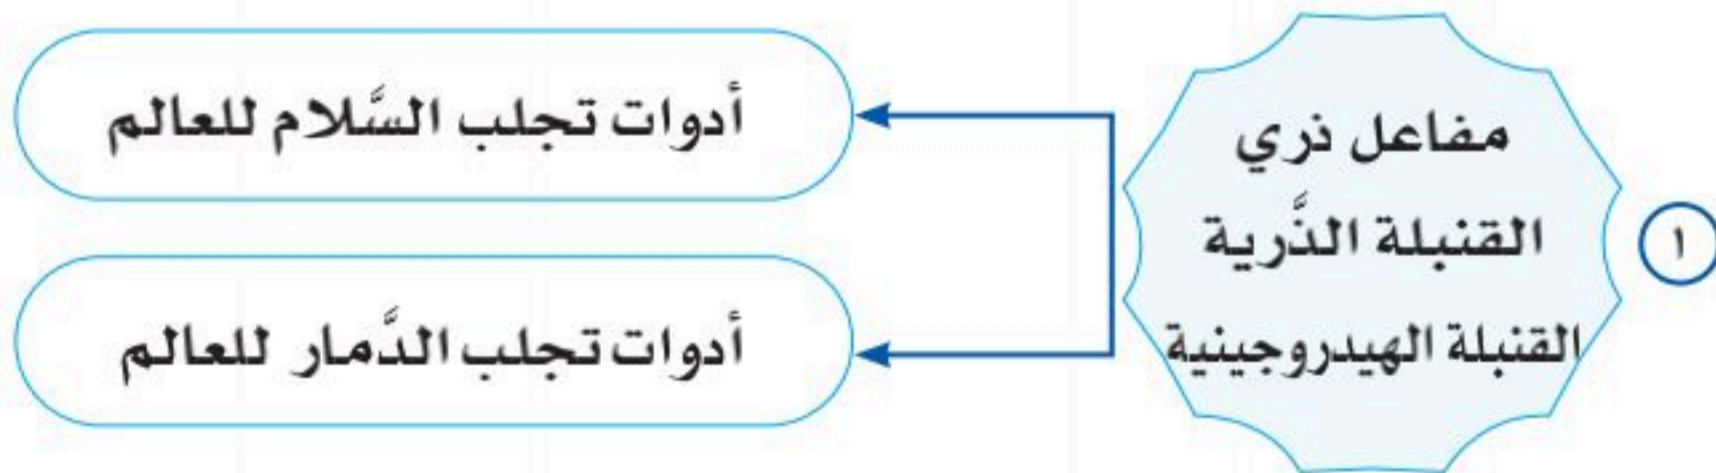 ١
مفاعل ذري
القنبلة الذَّرية
القنبلة الهيدروجينية
أدوات تجلب السَّلام للعالم
أدوات تجلب الدَّمار للعالم